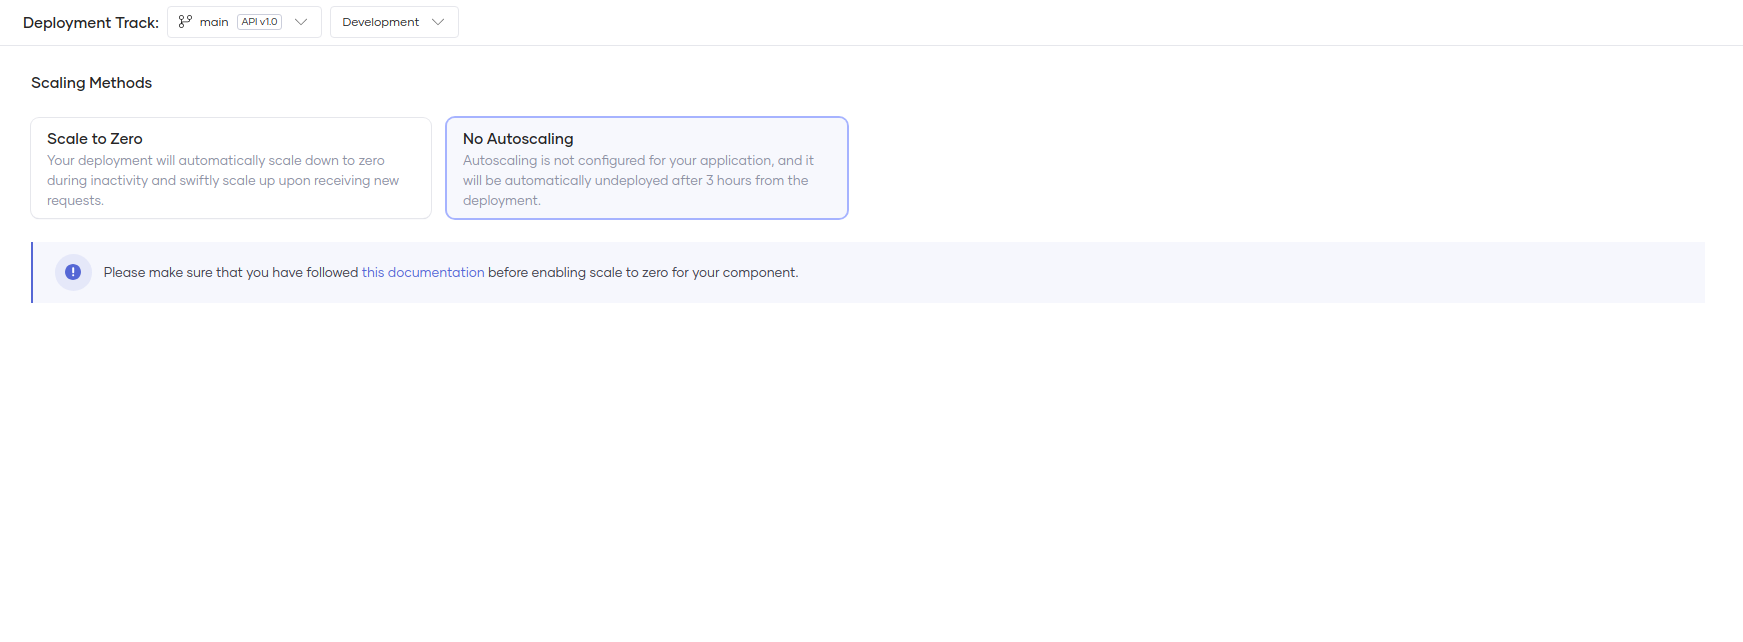 Deployment Track: main API v1.0 Development
Scaling Methods
Scale to Zero
Your deployment will automatically scale down to zero
during inactivity and swiftly scale up upon receiving new
requests.
No Autoscaling
Autoscaling is not configured for your application, and it
will be automatically undeployed after 3 hours from the
deployment.
Please make sure that you have followed this documentation before enabling scale to zero for your component.